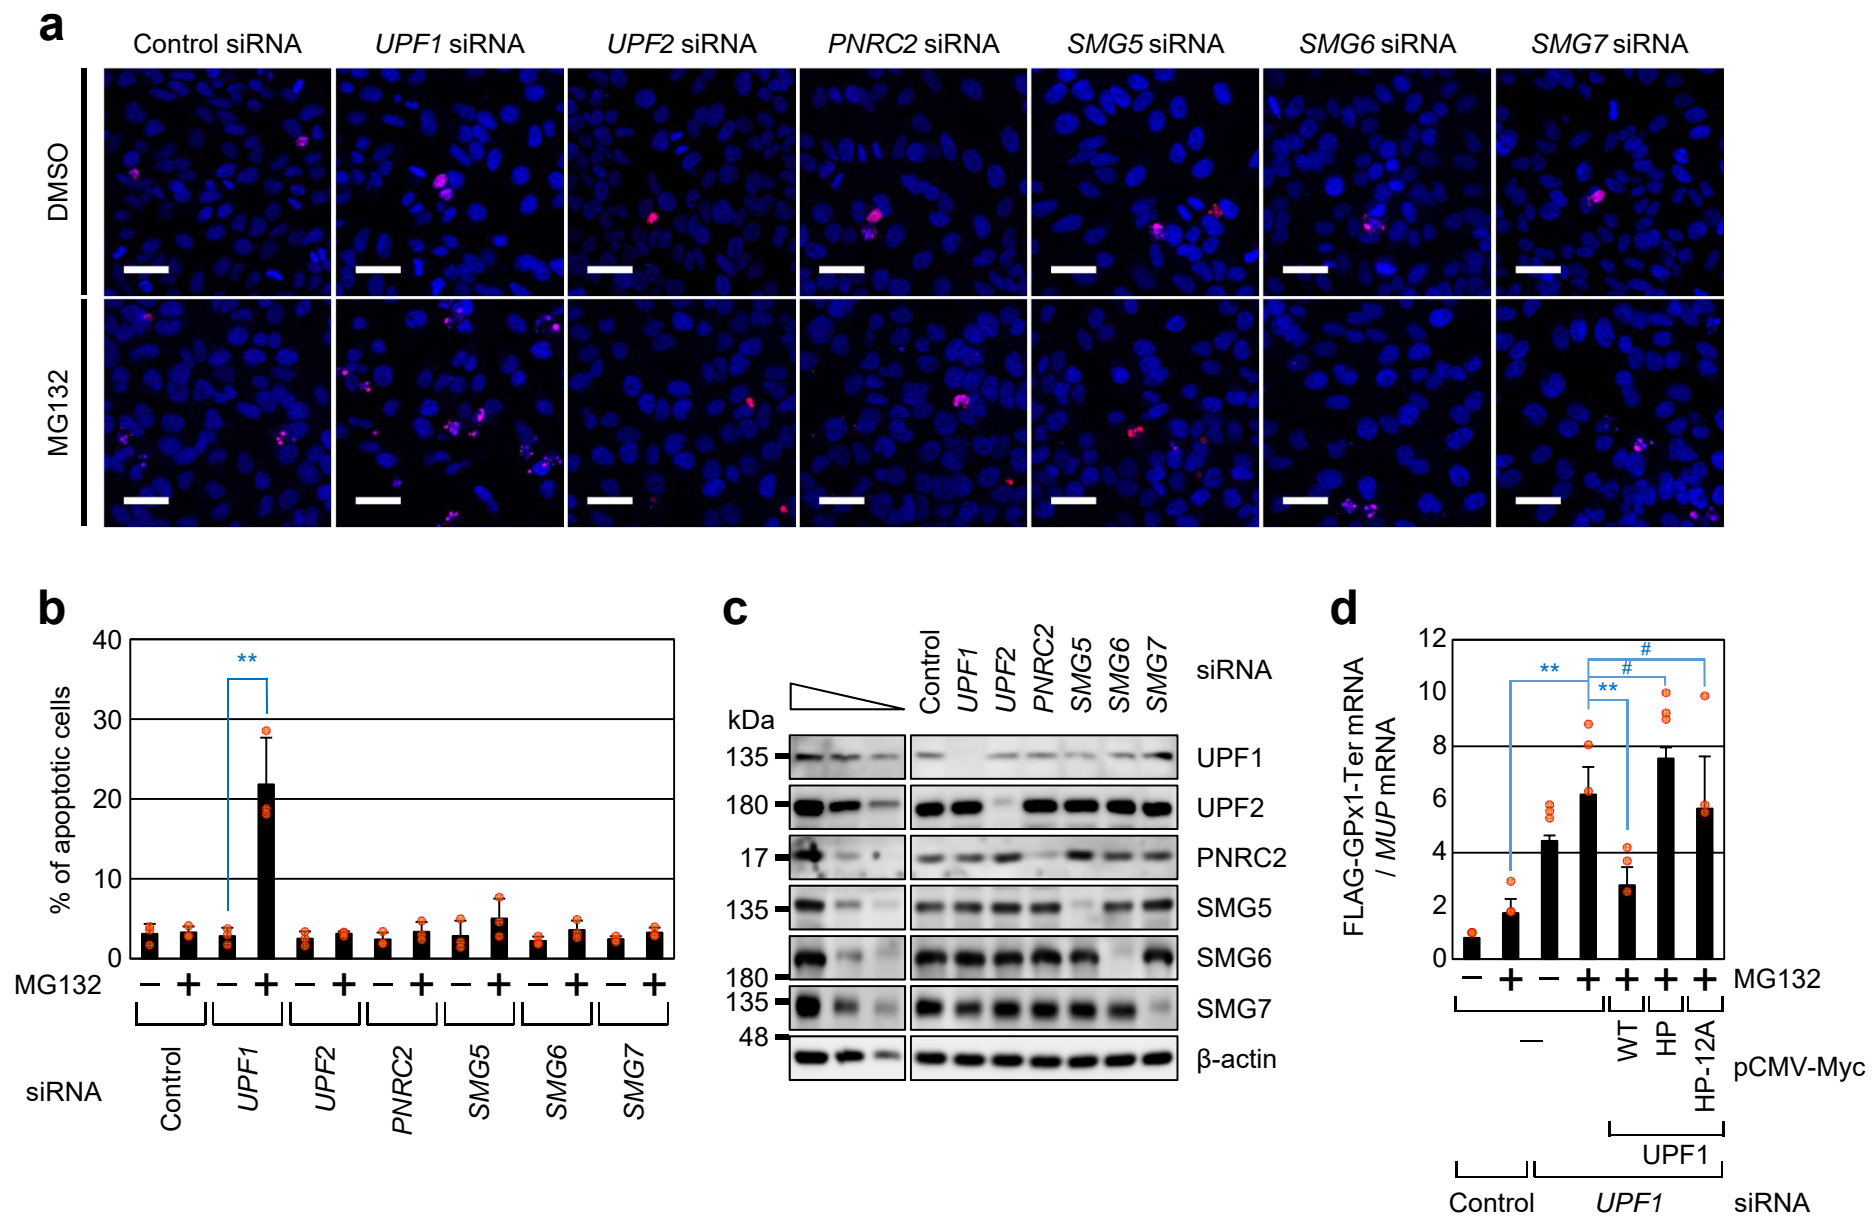 a
Control siRNA UPF1 siRNA UPF2 siRNA PNRC2 siRNA SMG5 siRNA SMG6 siRNA SMG7 siRNA
DMSO
MG132
b
% of apoptotic cells
40
30
20
10
0
MG132 – + – + – + – + – + – + – +
siRNA Control UPF1 UPF2 PNRC2 SMG5 SMG6 SMG7
**
c
Control UPF1 UPF2 PNRC2 SMG5 SMG6 SMG7 siRNA
kDa
135 UPF1
180 UPF2
17 PNRC2
135 SMG5
SMG6
180
135 SMG7
48
β-actin
d
FLAG-GPx1-Ter mRNA
/ MUP mRNA
12
10
8
6
4
2
0
#
** #
**
– + – + + + + MG132
– WT HP HP-12A pCMV-Myc
UPF1
Control UPF1 siRNA